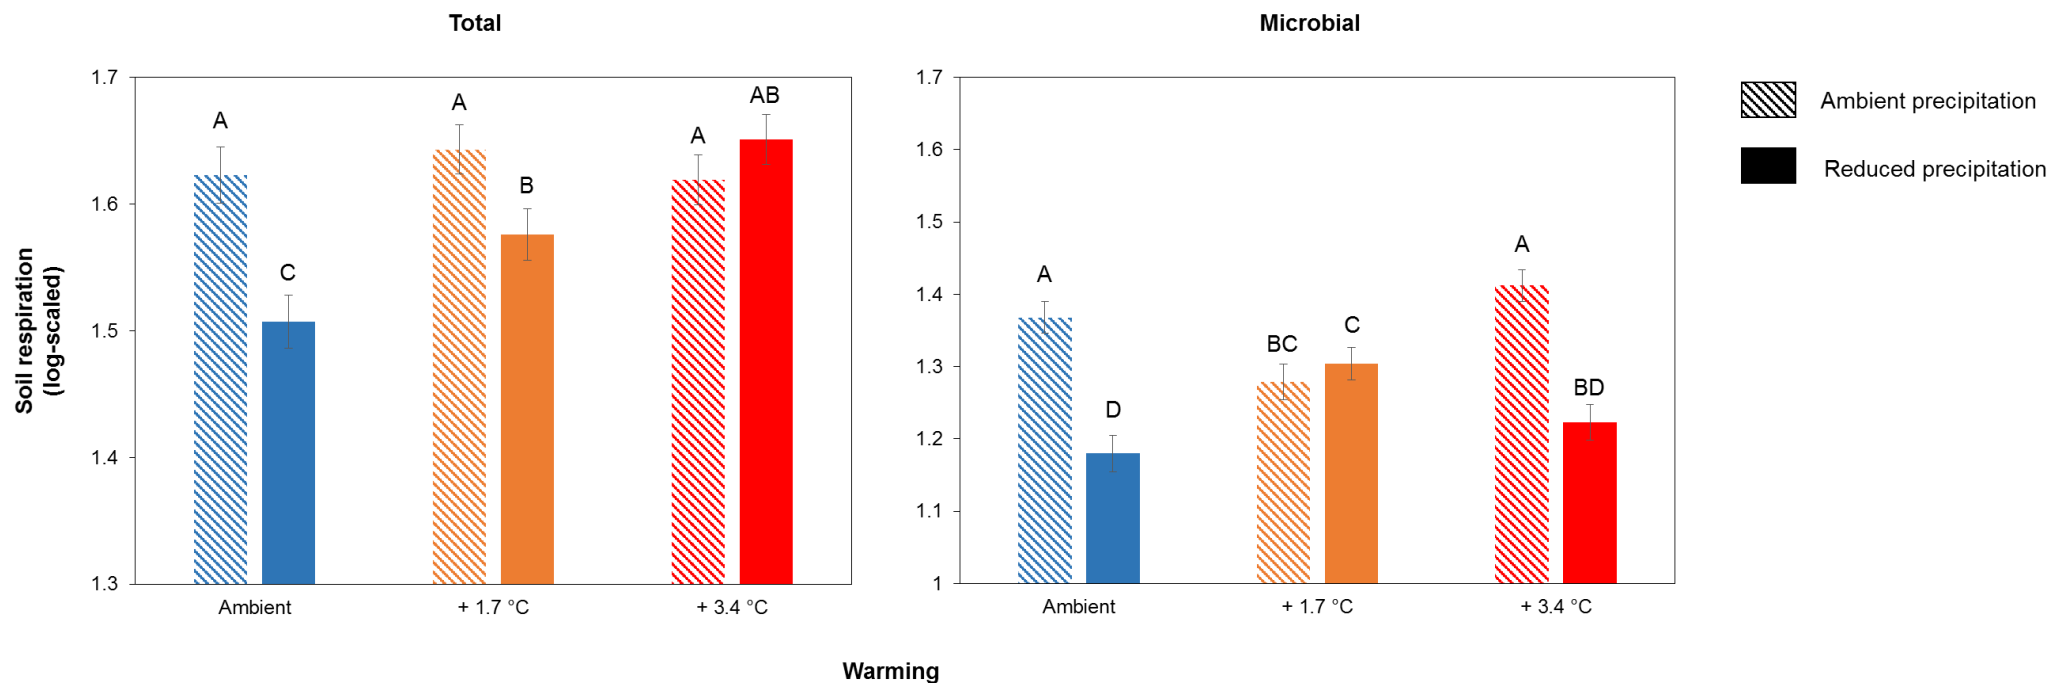 Total
Microbial
Soil respiration
(log-scaled)
1.7
1.6
1.5
1.4
1.3
A
C
A
B
A
AB
Ambient
+ 1.7 °C
+ 3.4 °C
1.7
1.6
1.5
1.4
1.3
1.2
1.1
1
A
D
BC
C
A
BD
Ambient
+ 1.7 °C
+ 3.4 °C
Warming
Ambient precipitation
Reduced precipitation